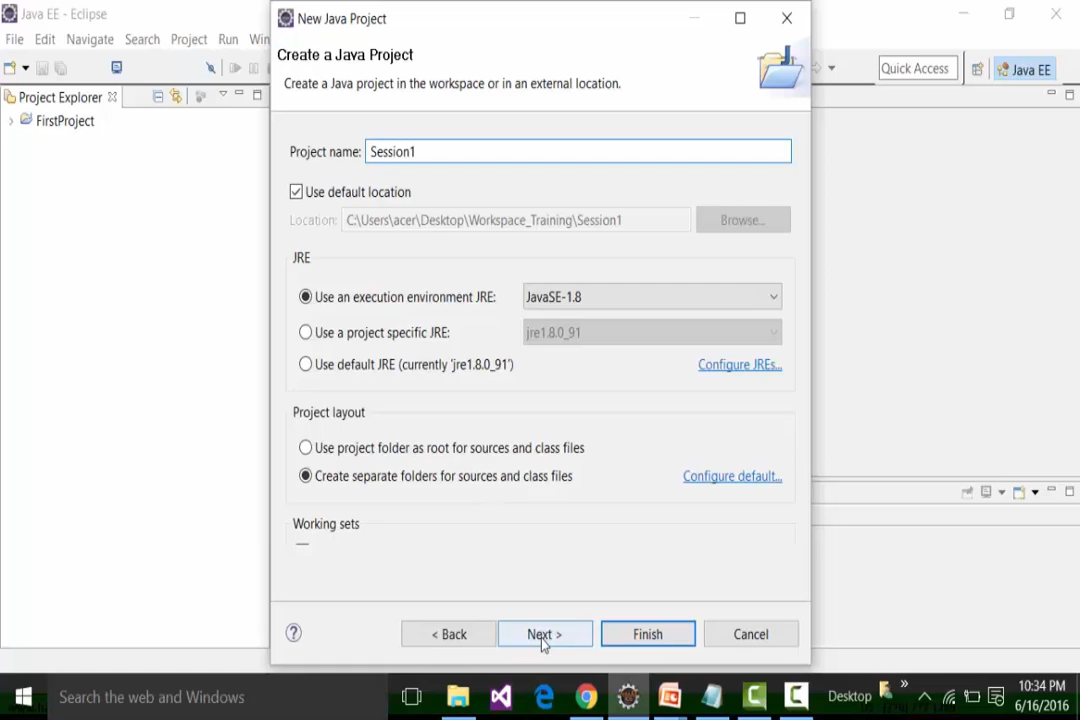 Java EE - Eclipse
File Edit Navigate Search Project Run Win
Quick Access
Java EE
Project Explorer
FirstProject
New Java Project
Create a Java Project
Create a Java project in the workspace or in an external location.
Project name: Session1
Use default location
Location: C:\Users\acer\Desktop\Workspace_Training\Session1 Browse...
JRE
Use an execution environment JRE: JavaSE-1.8
Use a project specific JRE: jre1.8.0_91
Use default JRE (currently 'jre1.8.0_91') Configure JREs...
Project layout
Use project folder as root for sources and class files
Create separate folders for sources and class files Configure default...
Working sets
< Back Next > Finish Cancel
Search the web and Windows
Desktop
10:34 PM
6/16/2016